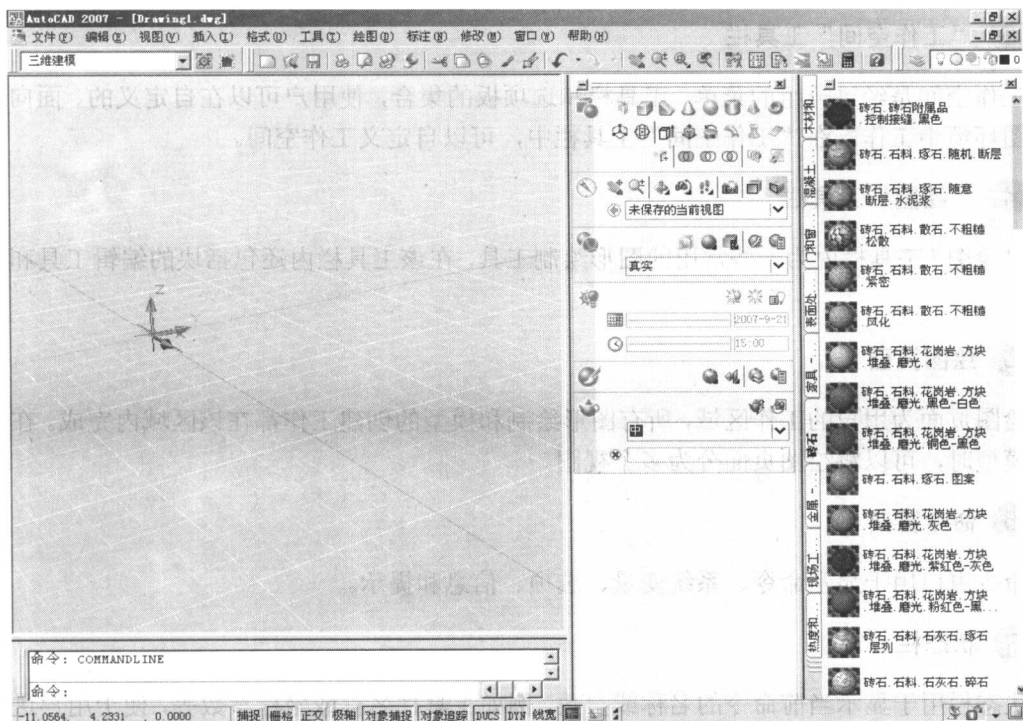 AutoCAD 2007 - [Drawing1.dwg]
文件(F) 编辑(E) 视图(V) 插入(I) 格式(O) 工具(T) 绘图(D) 标注(N) 修改(M) 窗口(W) 帮助(H)
三维建模
未保存的当前视图
真实
2007-9-21
15:00
木材和...
混凝土
门和窗
表面处...
家具 - ...
砖石
金属 - ...
现场工...
热度和...
砖石.砖石附属品
.控制接缝.黑色
砖石.石料.琢石.随机.断层
砖石.石料.琢石.随意
.断层.水泥浆
砖石.石料.散石.不粗糙
.松散
砖石.石料.散石.不粗糙
.紧密
砖石.石料.散石.不粗糙
.风化
砖石.石料.花岗岩.方块
.堆叠.磨光.4
砖石.石料.花岗岩.方块
.堆叠.磨光.黑色-白色
砖石.石料.花岗岩.方块
.堆叠.磨光.铜色-黑色
砖石.石料.琢石.图案
砖石.石料.花岗岩.方块
.堆叠.磨光.灰色
砖石.石料.花岗岩.方块
.堆叠.磨光.紫红色-灰色
砖石.石料.花岗岩.方块
.堆叠.磨光.粉红色-黑...
砖石.石料.石灰石.琢石
.层列
砖石.石料.石灰石.碎石
Z
命令: COMMANDLINE
命令:
-11.0564, 4.2331 , 0.0000 捕捉 栅格 正交 极轴 对象捕捉 对象追踪 DUCS DYN 线宽